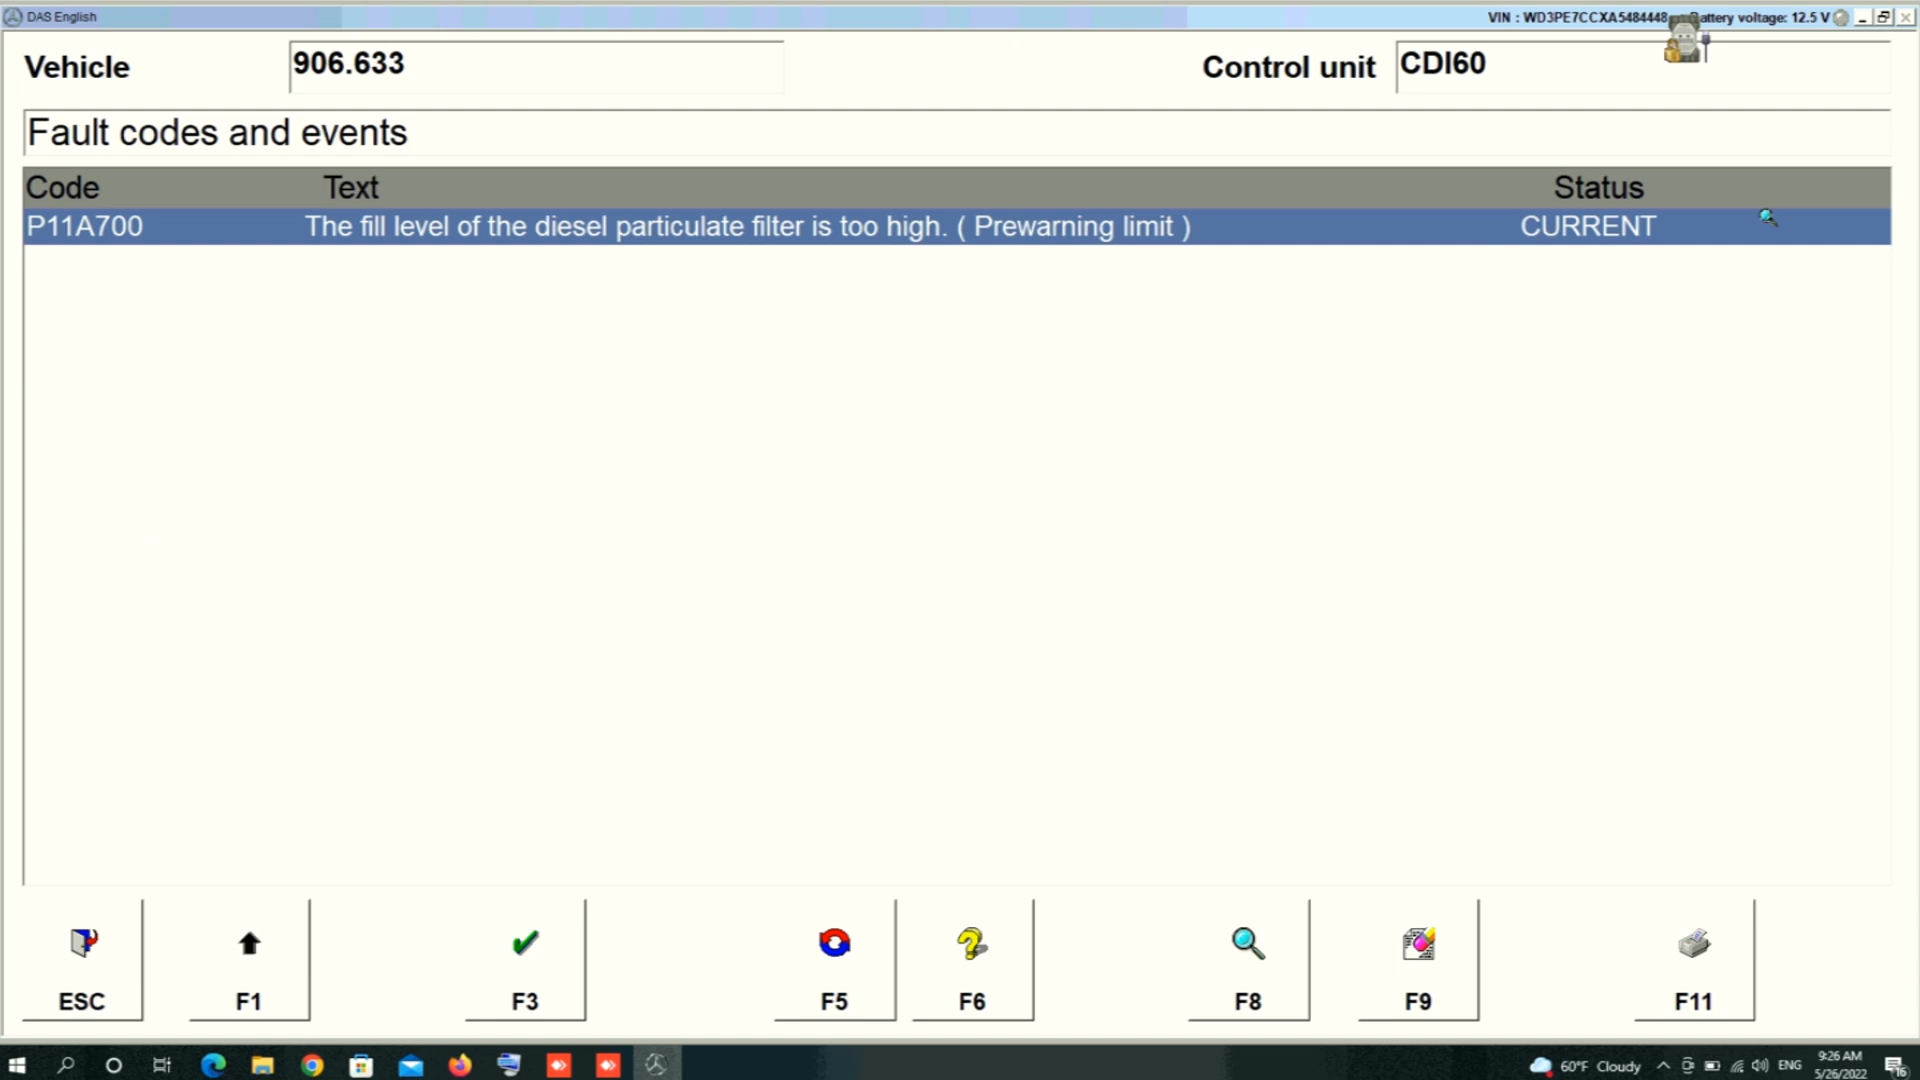 DAS English
VIN : WD3PE7CCXA5484448
attery voltage: 12.5 V
Vehicle
906.633
Control unit
CDI60
Fault codes and events
Code Text Status
P11A700 The fill level of the diesel particulate filter is too high. ( Prewarning limit ) CURRENT
ESC F1 F3 F5 F6 F8 F9 F11
60°F Cloudy
ENG
9:26 AM
5/26/2022
16